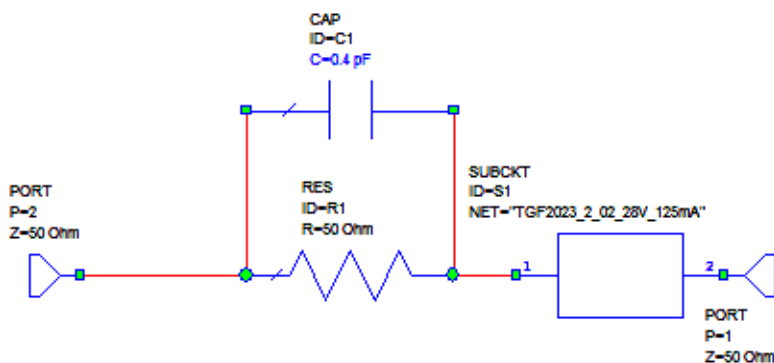 CAP
ID=C1
C=0.4 pF
PORT
P=2
Z=50 Ohm
RES
ID=R1
R=50 Ohm
SUBCKT
ID=S1
NET="TGF2023_2_02_28V_125mA"
1
2
PORT
P=1
Z=50 Ohm